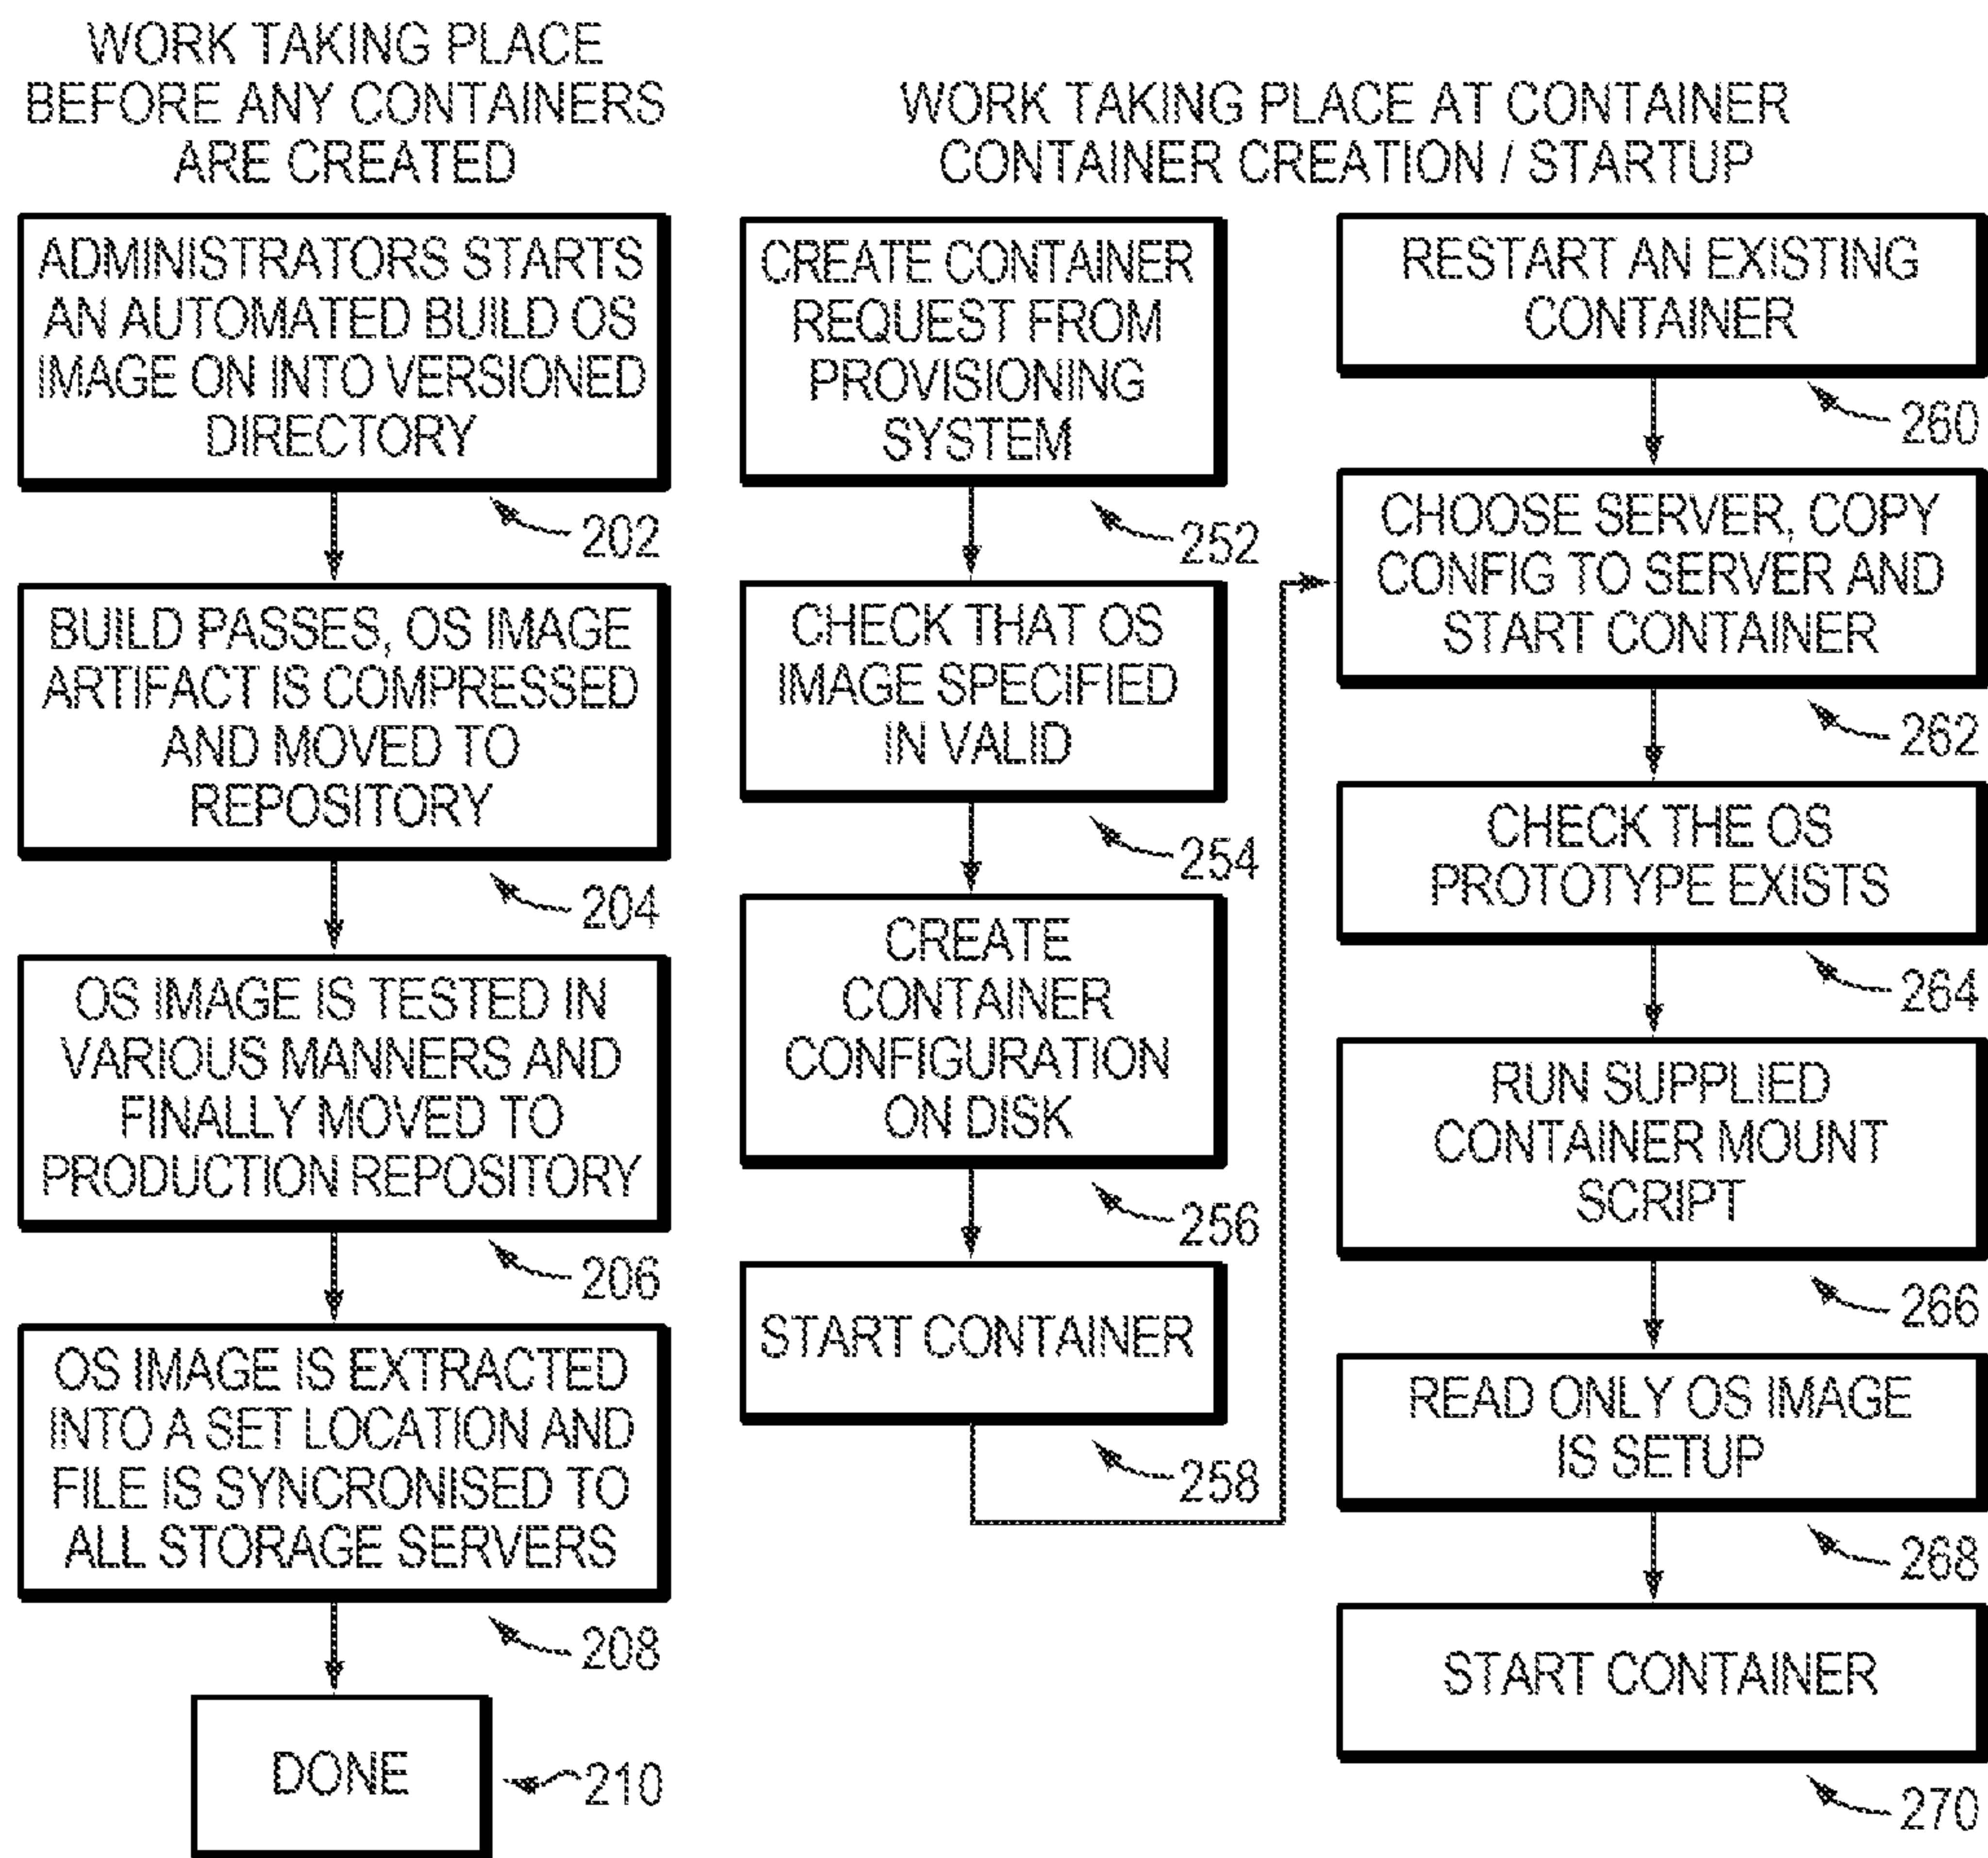 WORK TAKING PLACE
BEFORE ANY CONTAINERS
ARE CREATED
ADMINISTRATORS STARTS
AN AUTOMATED BUILD OS
IMAGE ON INTO VERSIONED
DIRECTORY
202
BUILD PASSES, OS IMAGE
ARTIFACT IS COMPRESSED
AND MOVED TO
REPOSITORY
204
OS IMAGE IS TESTED IN
VARIOUS MANNERS AND
FINALLY MOVED TO
PRODUCTION REPOSITORY
206
OS IMAGE IS EXTRACTED
INTO A SET LOCATION AND
FILE IS SYNCRONISED TO
ALL STORAGE SERVERS
208
DONE
210
WORK TAKING PLACE AT CONTAINER
CONTAINER CREATION / STARTUP
CREATE CONTAINER
REQUEST FROM
PROVISIONING
SYSTEM
252
CHECK THAT OS
IMAGE SPECIFIED
IN VALID
254
CREATE
CONTAINER
CONFIGURATION
ON DISK
256
START CONTAINER
258
RESTART AN EXISTING
CONTAINER
260
CHOOSE SERVER, COPY
CONFIG TO SERVER AND
START CONTAINER
262
CHECK THE OS
PROTOTYPE EXISTS
264
RUN SUPPLIED
CONTAINER MOUNT
SCRIPT
266
READ ONLY OS IMAGE
IS SETUP
268
START CONTAINER
270